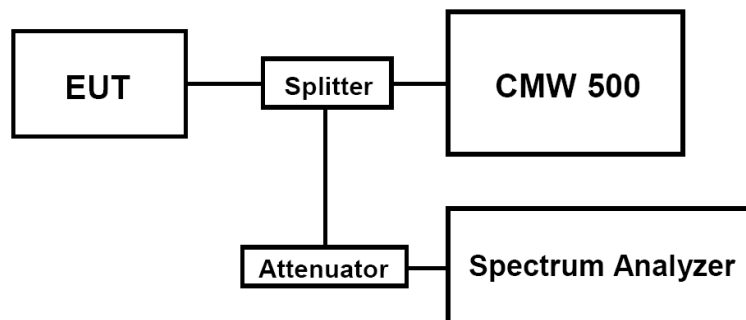 EUT
Splitter
CMW 500
Attenuator
Spectrum Analyzer